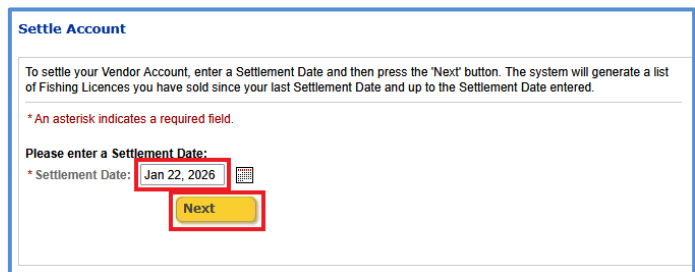 Settle Account
To settle your Vendor Account, enter a Settlement Date and then press the 'Next' button. The system will generate a list
of Fishing Licences you have sold since your last Settlement Date and up to the Settlement Date entered.
* An asterisk indicates a required field.
Please enter a Settlement Date:
* Settlement Date: Jan 22, 2026
Next